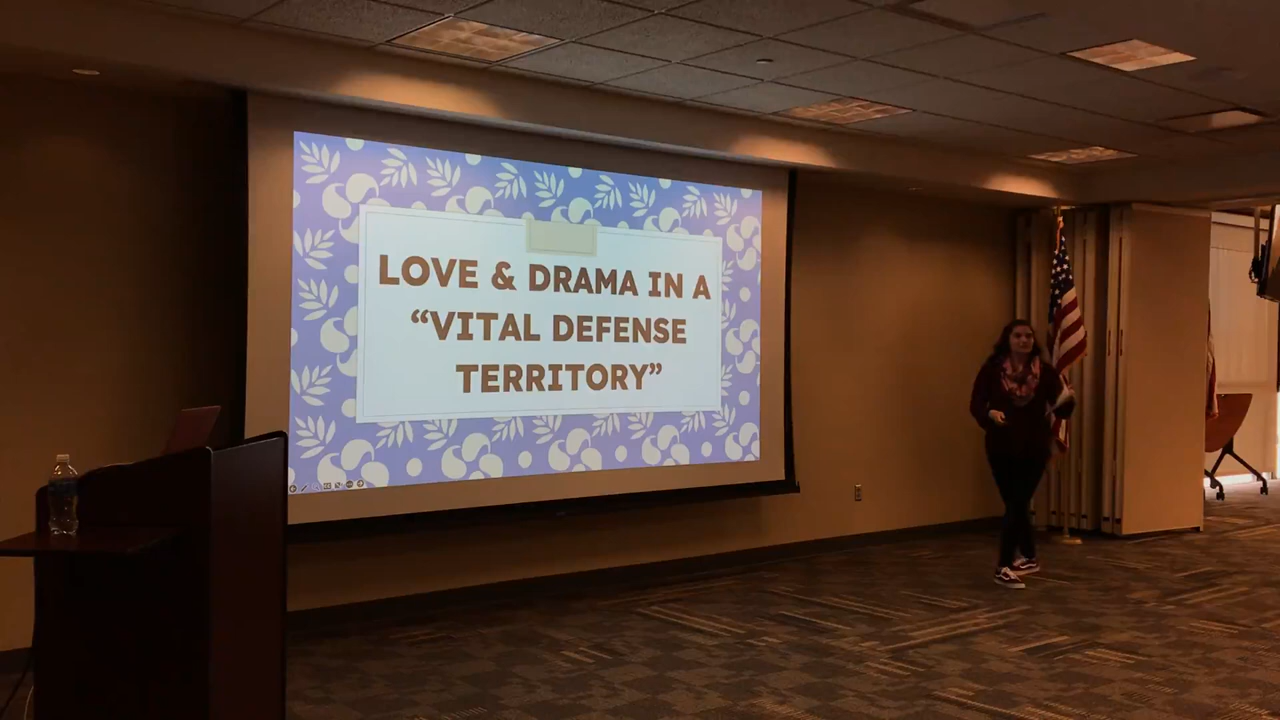 LOVE & DRAMA IN A
“VITAL DEFENSE
TERRITORY”